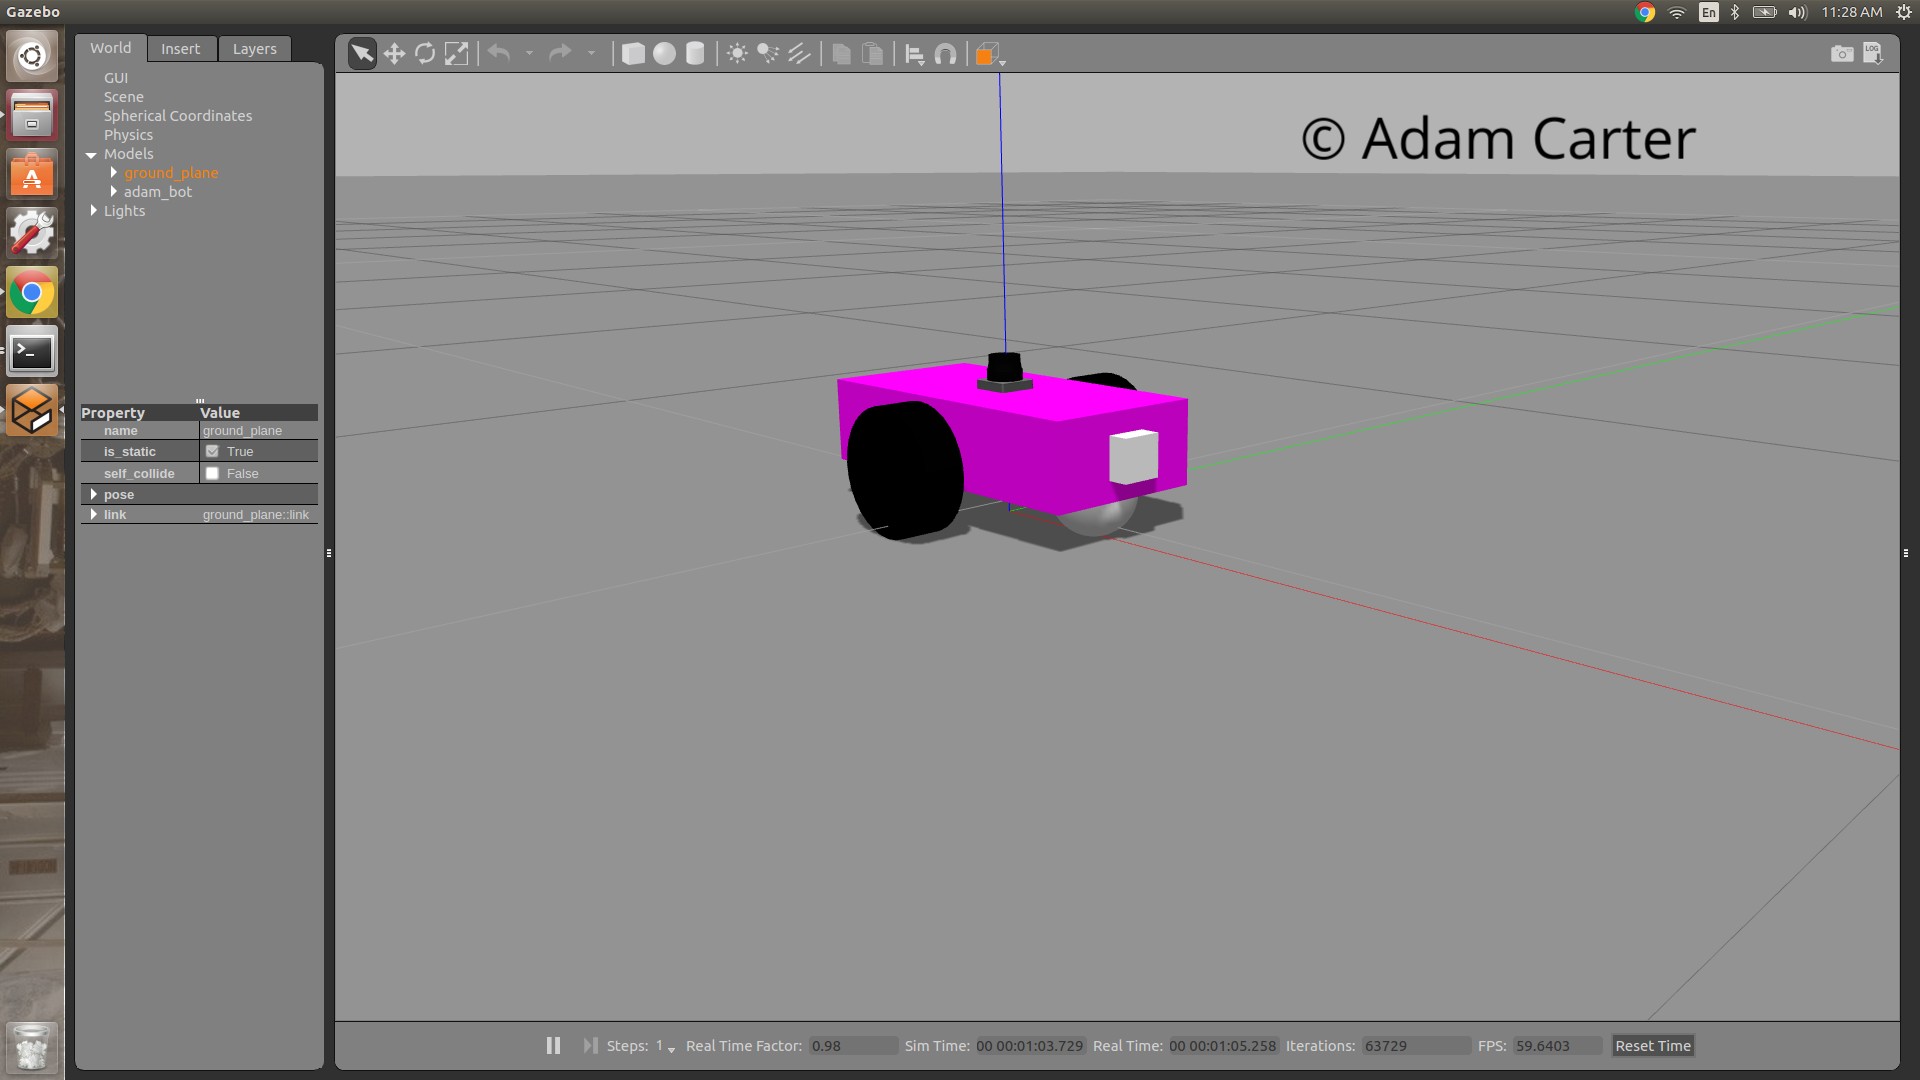 Gazebo
En
11:28 AM
World Insert Layers
GUI
Scene
Spherical Coordinates
Physics
Models
ground_plane
adam_bot
Lights
Property Value
name ground_plane
is_static True
self_collide False
pose
link ground_plane::link
LOG
© Adam Carter
Steps: 1 Real Time Factor: 0.98 Sim Time: 00 00:01:03.729 Real Time: 00 00:01:05.258 Iterations: 63729 FPS: 59.6403 Reset Time